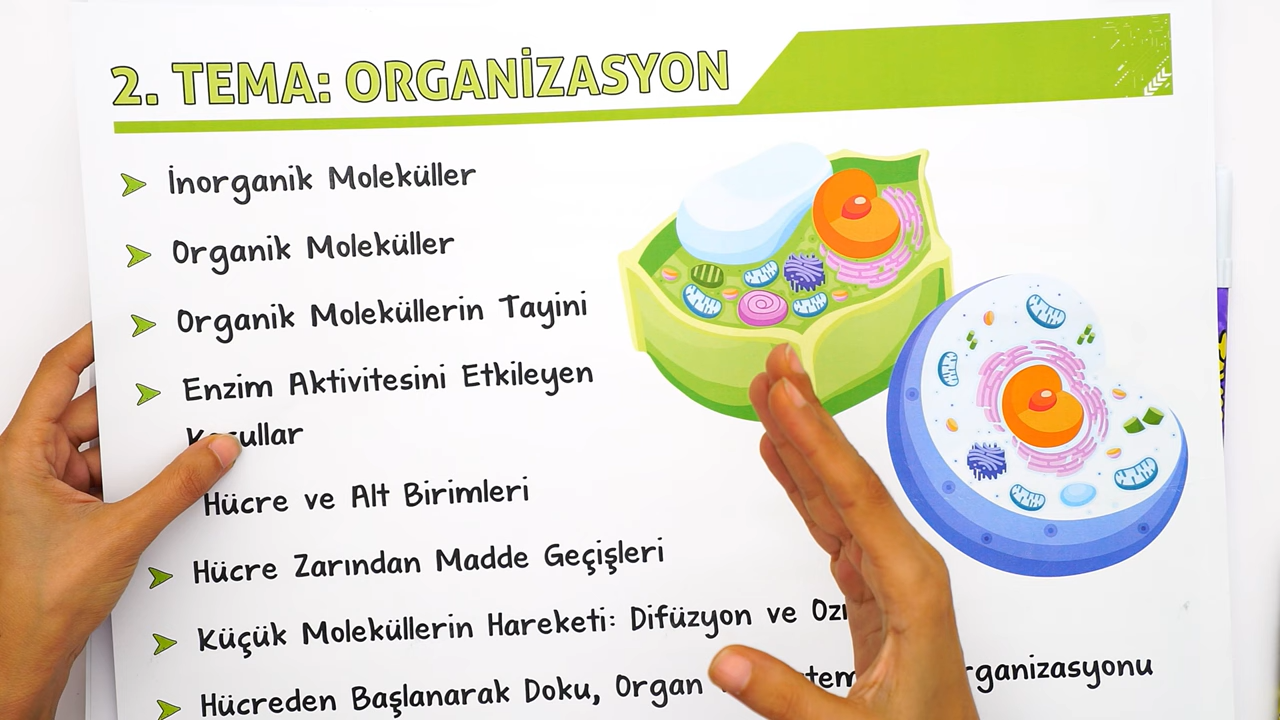 2. TEMA: ORGANİZASYON
İnorganik Moleküller
Organik Moleküller
Organik Moleküllerin Tayini
Enzim Aktivitesini Etkileyen
Hücre ve Alt Birimleri
Hücre Zarından Madde Geçişleri
Küçük Moleküllerin Hareketi: Difüzyon ve
Hücreden Başlanarak Doku, Organ